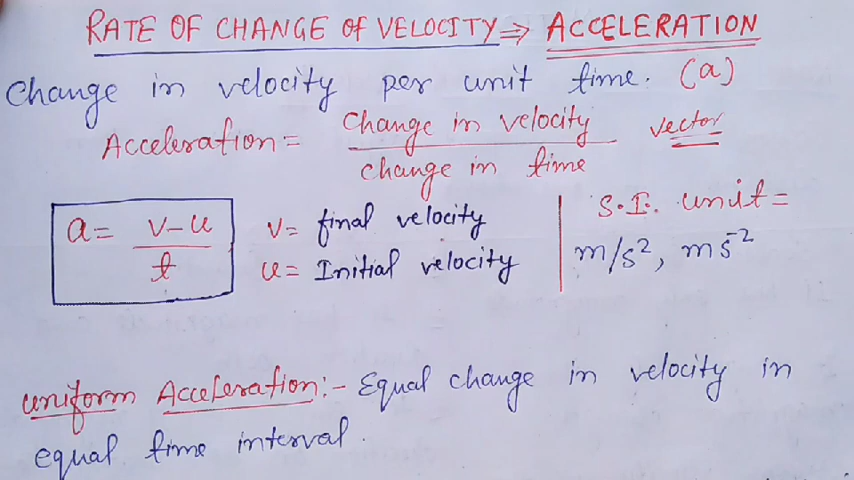 RATE OF CHANGE OF VELOCITY ⇒ ACCELERATION
Change in velocity per unit time. (a)
Acceleration = Change in velocity / change in time vector
a = v-u / t
v = final velocity
u = Initial velocity
S.I. unit =
m/s², ms⁻²
uniform Acceleration:- Equal change in velocity in
equal time interval.